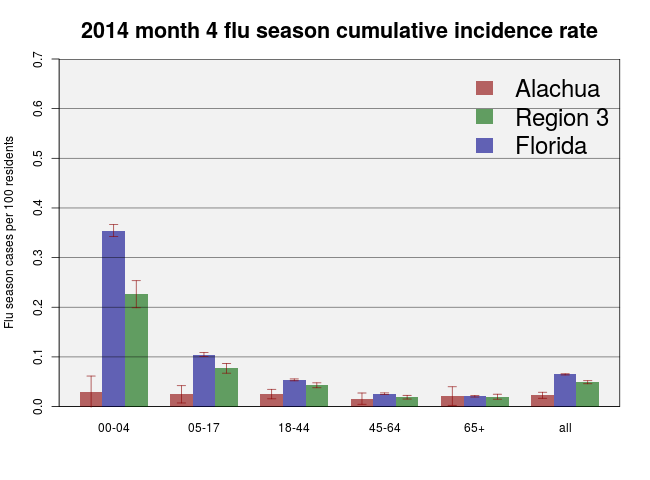 2014 month 4 flu season cumulative incidence rate
Flu season cases per 100 residents
0.7
0.6
0.5
0.4
0.3
0.2
0.1
0.0
Alachua
Region 3
Florida
00-04 05-17 18-44 45-64 65+ all